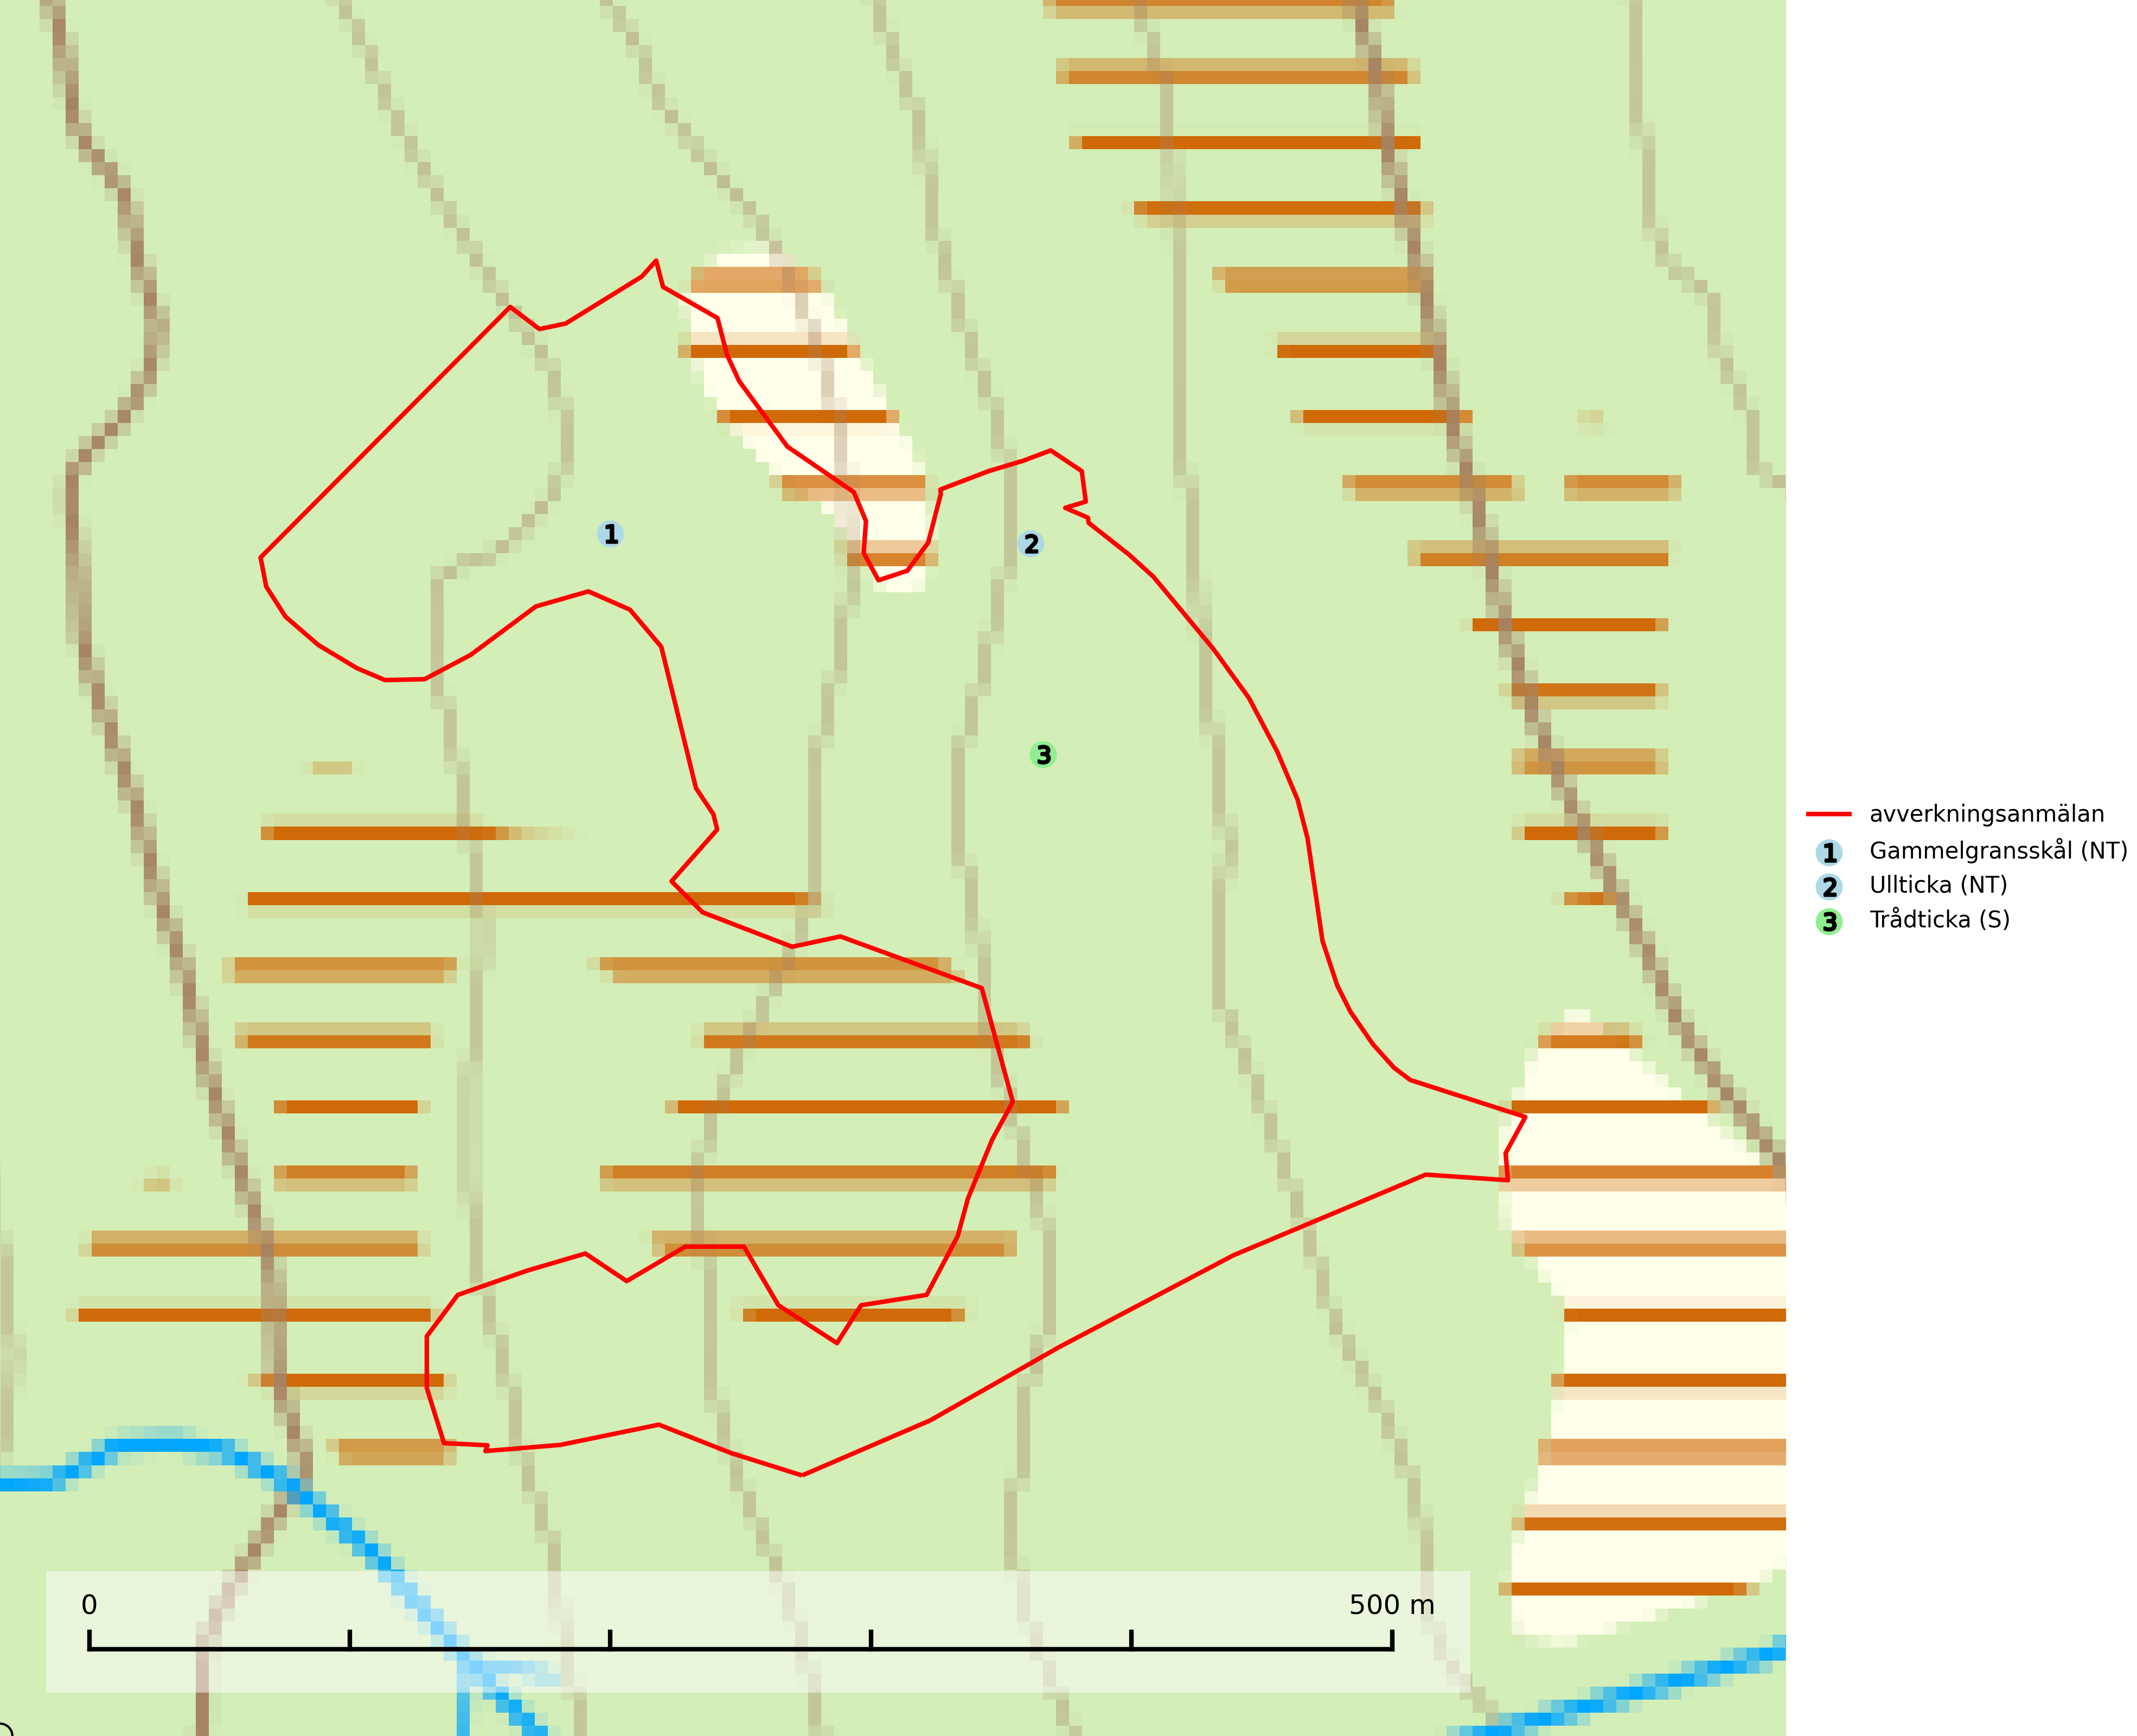 1
2
3
avverkningsanmälan
1 Gammelgransskål (NT)
2 Ullticka (NT)
3 Trådticka (S)
0 500 m